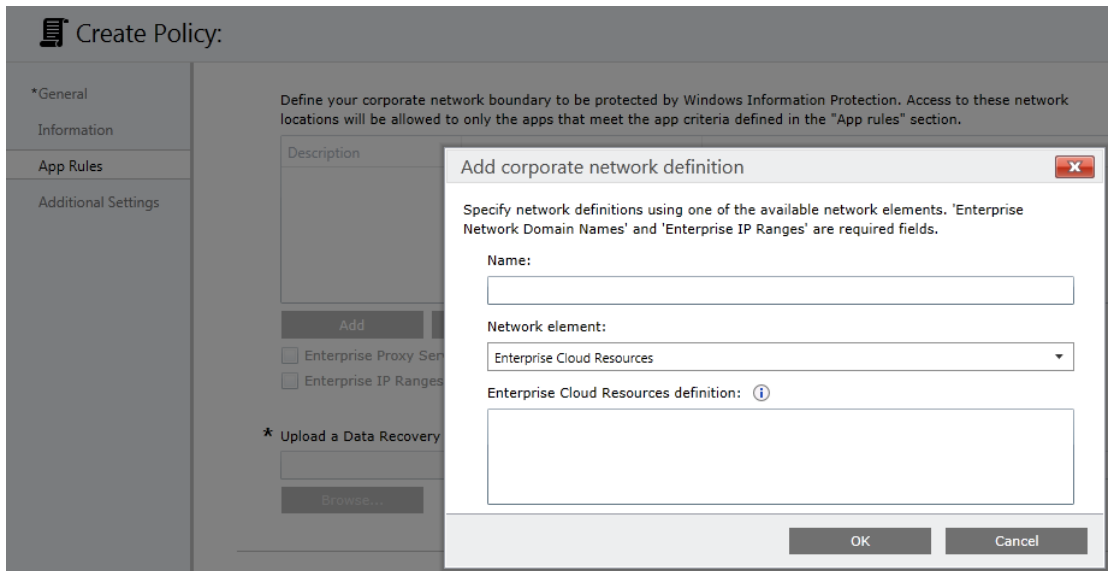 Create Policy:
*General
Information
App Rules
Additional Settings
Define your corporate network boundary to be protected by Windows Information Protection. Access to these network
locations will be allowed to only the apps that meet the app criteria defined in the "App rules" section.
Description
Add
Enterprise Proxy Ser
Enterprise IP Ranges
* Upload a Data Recovery
Browse...
Add corporate network definition
Specify network definitions using one of the available network elements. 'Enterprise
Network Domain Names' and 'Enterprise IP Ranges' are required fields.
Name:
Network element:
Enterprise Cloud Resources
Enterprise Cloud Resources definition:
OK
Cancel